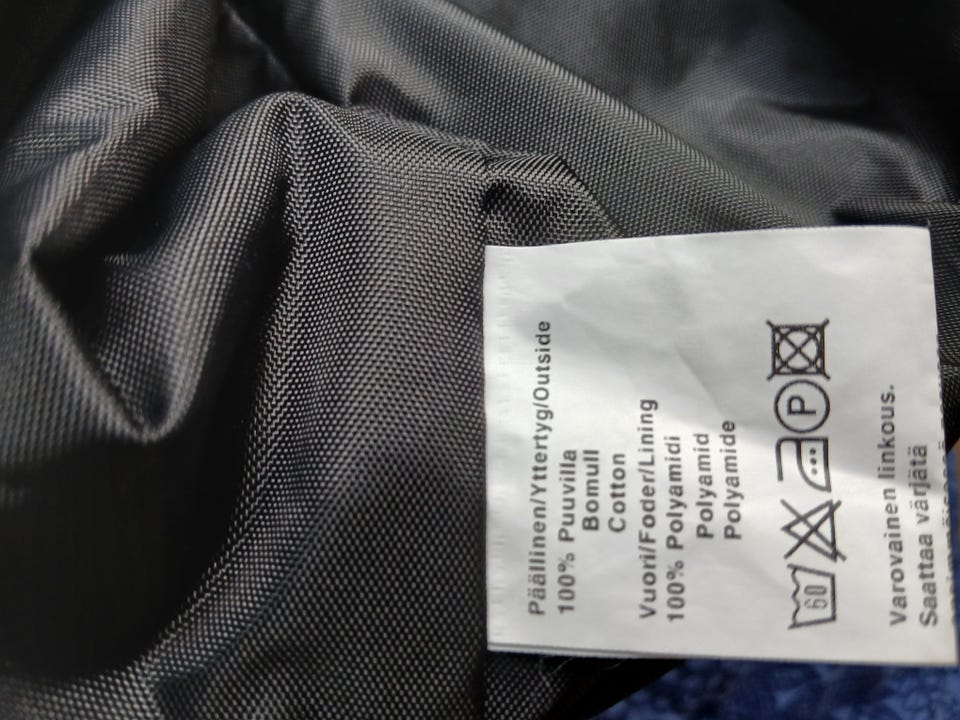 Päällinen/Yttertyg/Outside
100% Puuvilla
Bomull
Cotton
Vuori/Foder/Lining
100% Polyamidi
Polyamid
Polyamide
60 P
Varovainen linkous.
Saattaa värjätä